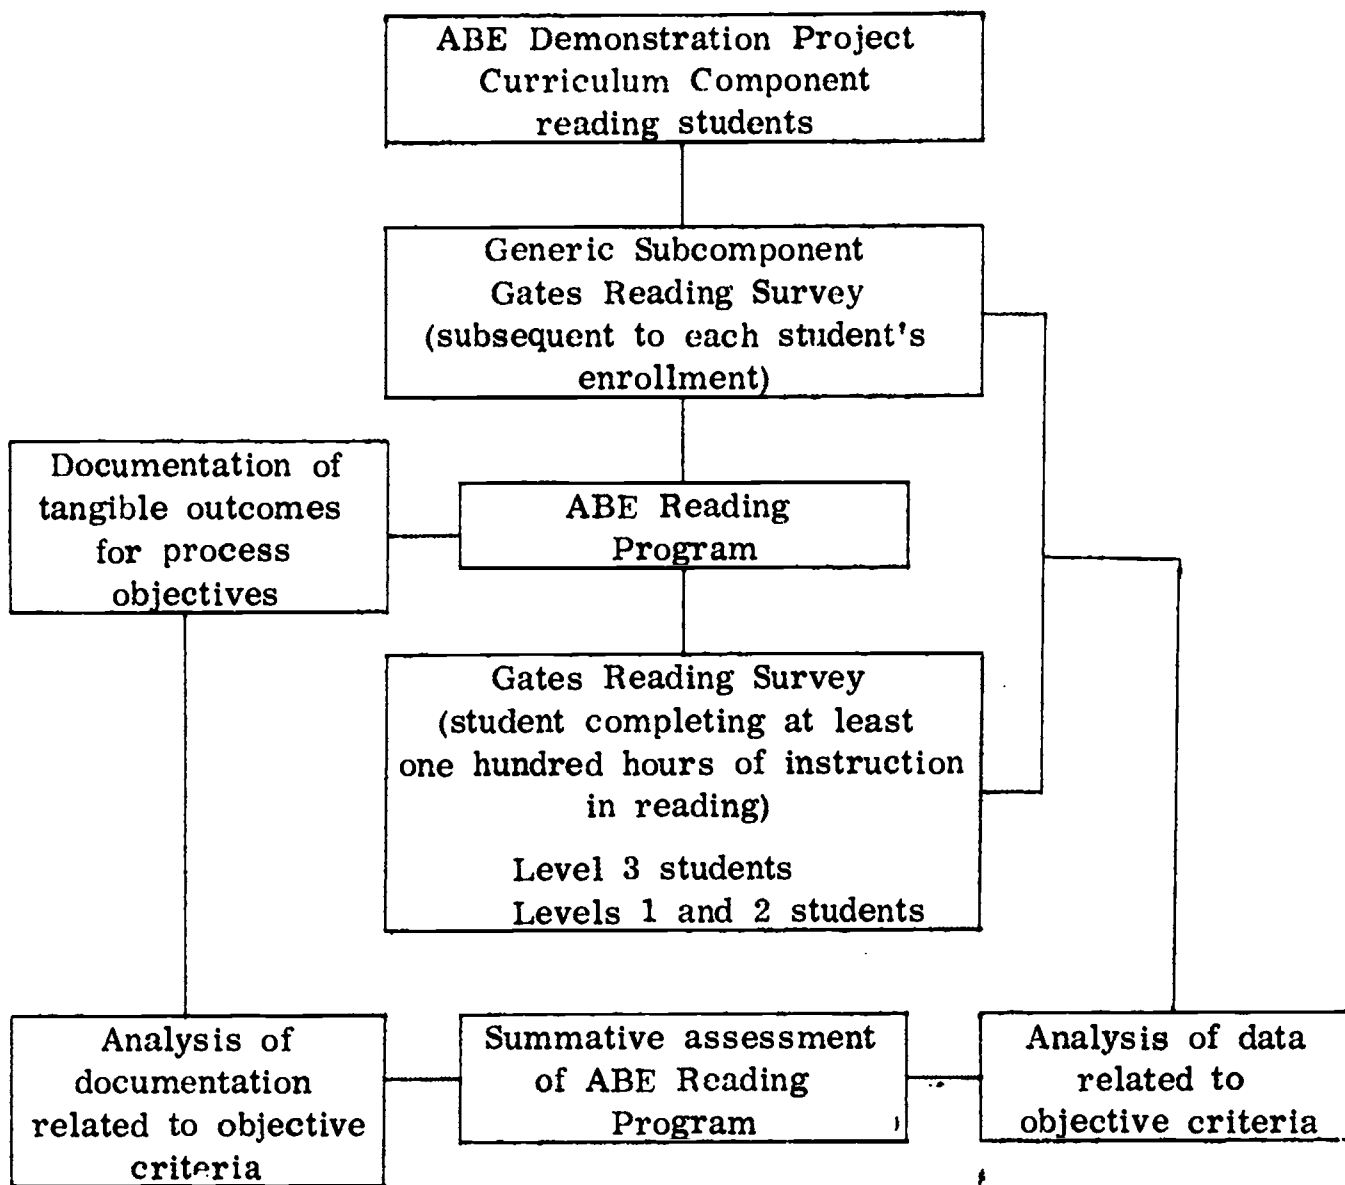 ABE Demonstration Project
Curriculum Component
reading students
Generic Subcomponent
Gates Reading Survey
(subsequent to each student's
enrollment)
Documentation of
tangible outcomes
for process
objectives
ABE Reading
Program
Gates Reading Survey
(student completing at least
one hundred hours of instruction
in reading)
Level 3 students
Levels 1 and 2 students
Analysis of
documentation
related to objective
criteria
Summative assessment
of ABE Reading
Program
Analysis of data
related to
objective criteria